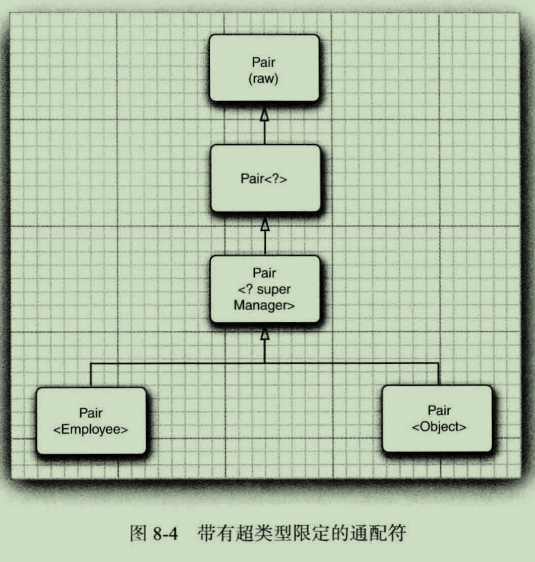 Pair
(raw)
Pair<?>
Pair
<? super
Manager>
Pair
<Employee>
Pair
<Object>
图 8-4 带有超类型限定的通配符